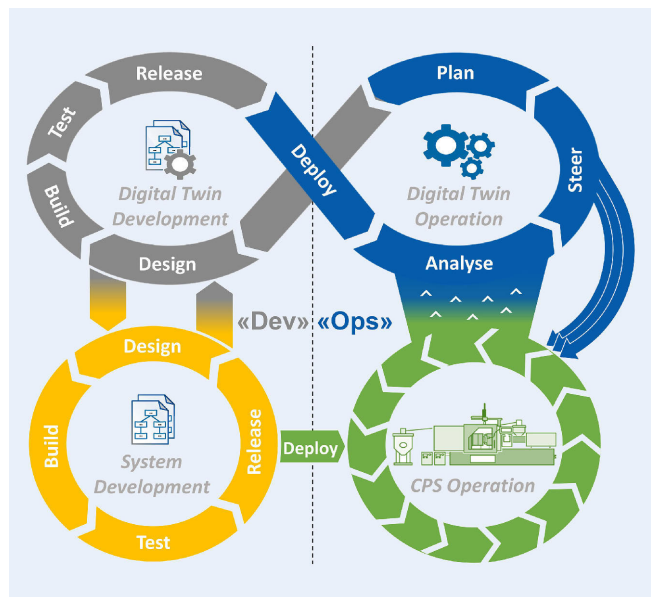 Release
Test
Build
Design
Digital Twin
Development
Deploy
Plan
Steer
Analyse
Digital Twin
Operation
«Dev» «Ops»
Design
Build
Release
Test
System
Development
Deploy
CPS Operation